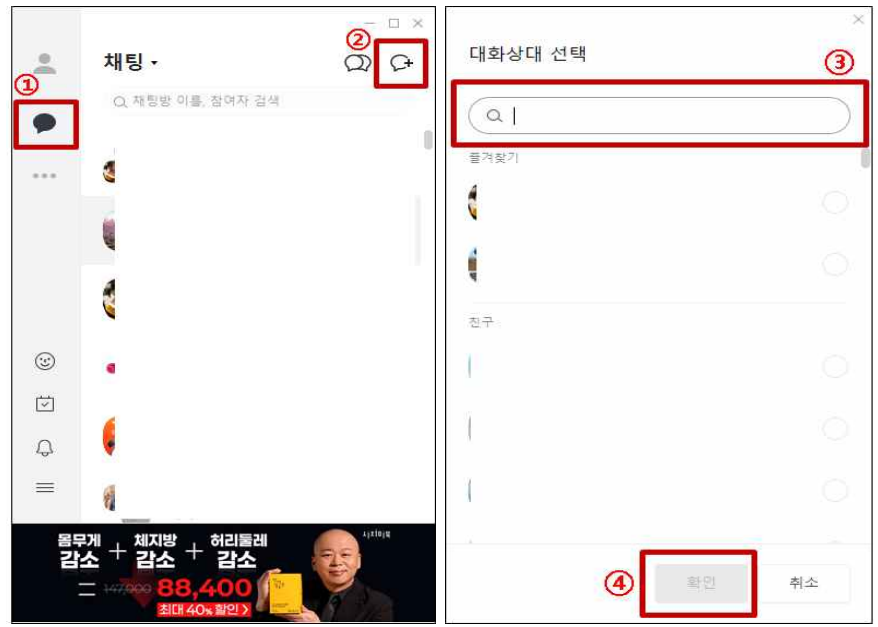 ①
채팅
②
채팅방 이름, 참여자 검색
몸무게 감소 + 체지방 감소 + 허리둘레 감소
= 147,000 88,400
최대 40% 할인 >
대화상대 선택
③
즐겨찾기
친구
④
확인
취소